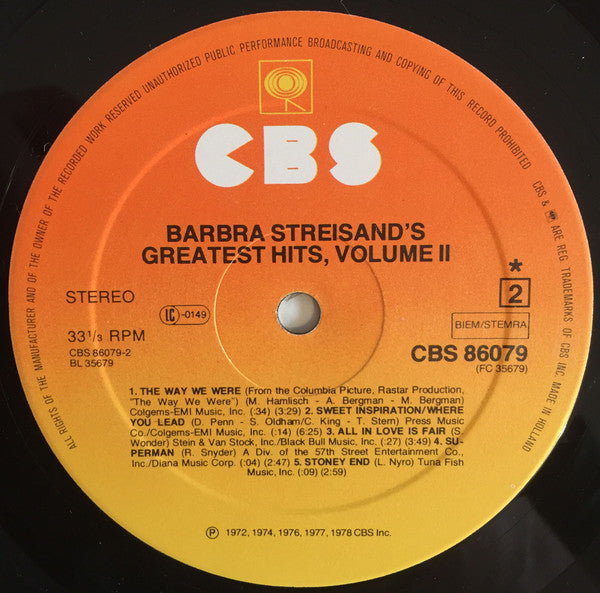 ALL RIGHTS OF THE MANUFACTURER AND OF THE OWNER OF THE RECORDED WORK RESERVED UNAUTHORIZED PUBLIC PERFORMANCE BROADCASTING AND COPYING OF THIS RECORD PROHIBITED CBS & ARE REG. TRADEMARKS OF CBS INC MADE IN HOLLAND
CBS
BARBRA STREISAND'S
GREATEST HITS, VOLUME II
STEREO
LC-0149
* 2
33 1/3 RPM
BIEM/STEMRA
CBS 86079-2
BL 35679
CBS 86079
(FC 35679)
1. THE WAY WE WERE (From the Columbia Picture, Rastar Production,
"The Way We Were") (M. Hamlisch - A. Bergman - M. Bergman)
Colgems-EMI Music, Inc. (:34) (3:29) 2. SWEET INSPIRATION/WHERE
YOU LEAD (D. Penn - S. Oldham/C. King - T. Stern) Press Music
Co./Colgems-EMI Music, Inc. (:06) (6:21) 3. ALL IN LOVE IS FAIR (S.
Wonder) Stein & Van Stock, Inc./Black Bull Music, Inc. (:27) (3:49) 4. SU-
PERMAN (R. Snyder) A Div. of the 57th Street Entertainment Co.,
Inc./Diana Music Corp. (:04) (2:47) 5. STONEY END (L. Nyro) Tuna Fish
Music, Inc. (:09) (2:59)
℗ 1972, 1974, 1976, 1977, 1978 CBS Inc.